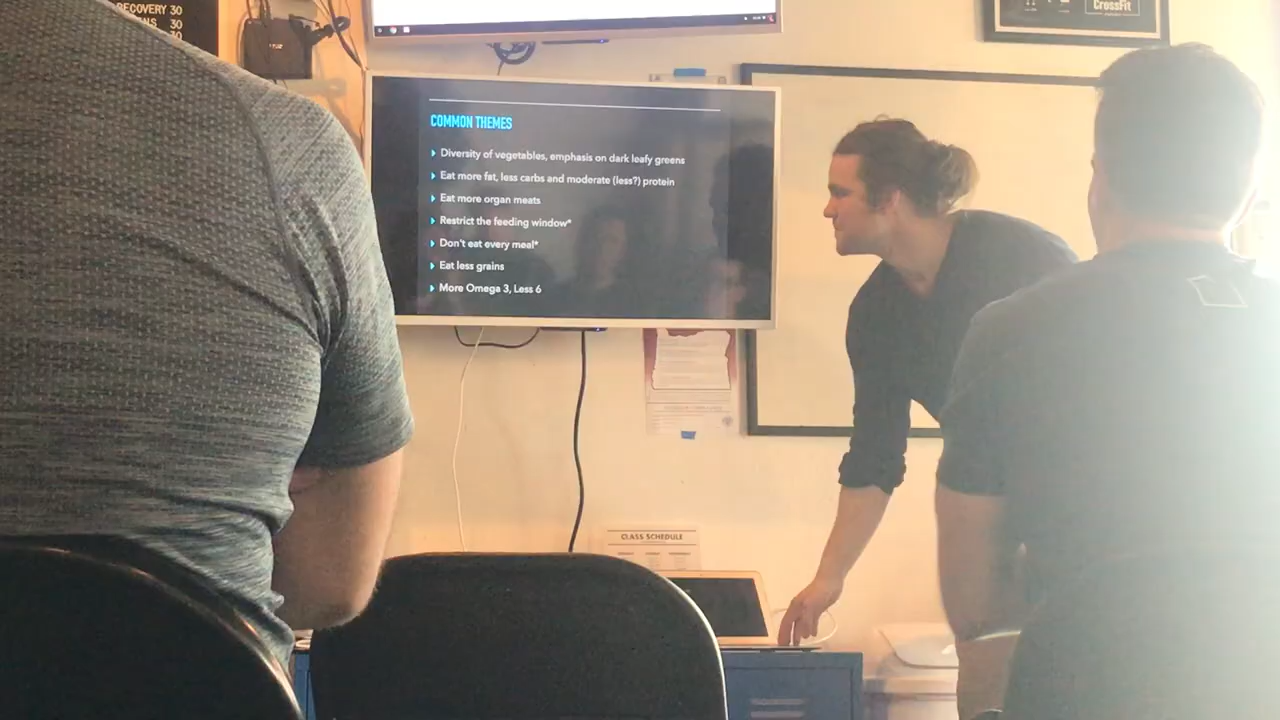 RECOVERY 30
30
CrossFit
COMMON THEMES
Diversity of vegetables, emphasis on dark leafy greens
Eat more fat, less carbs and moderate (less?) protein
Eat more organ meats
Restrict the feeding window*
Don't eat every meal*
Eat less grains
More Omega 3, Less 6
CLASS SCHEDULE